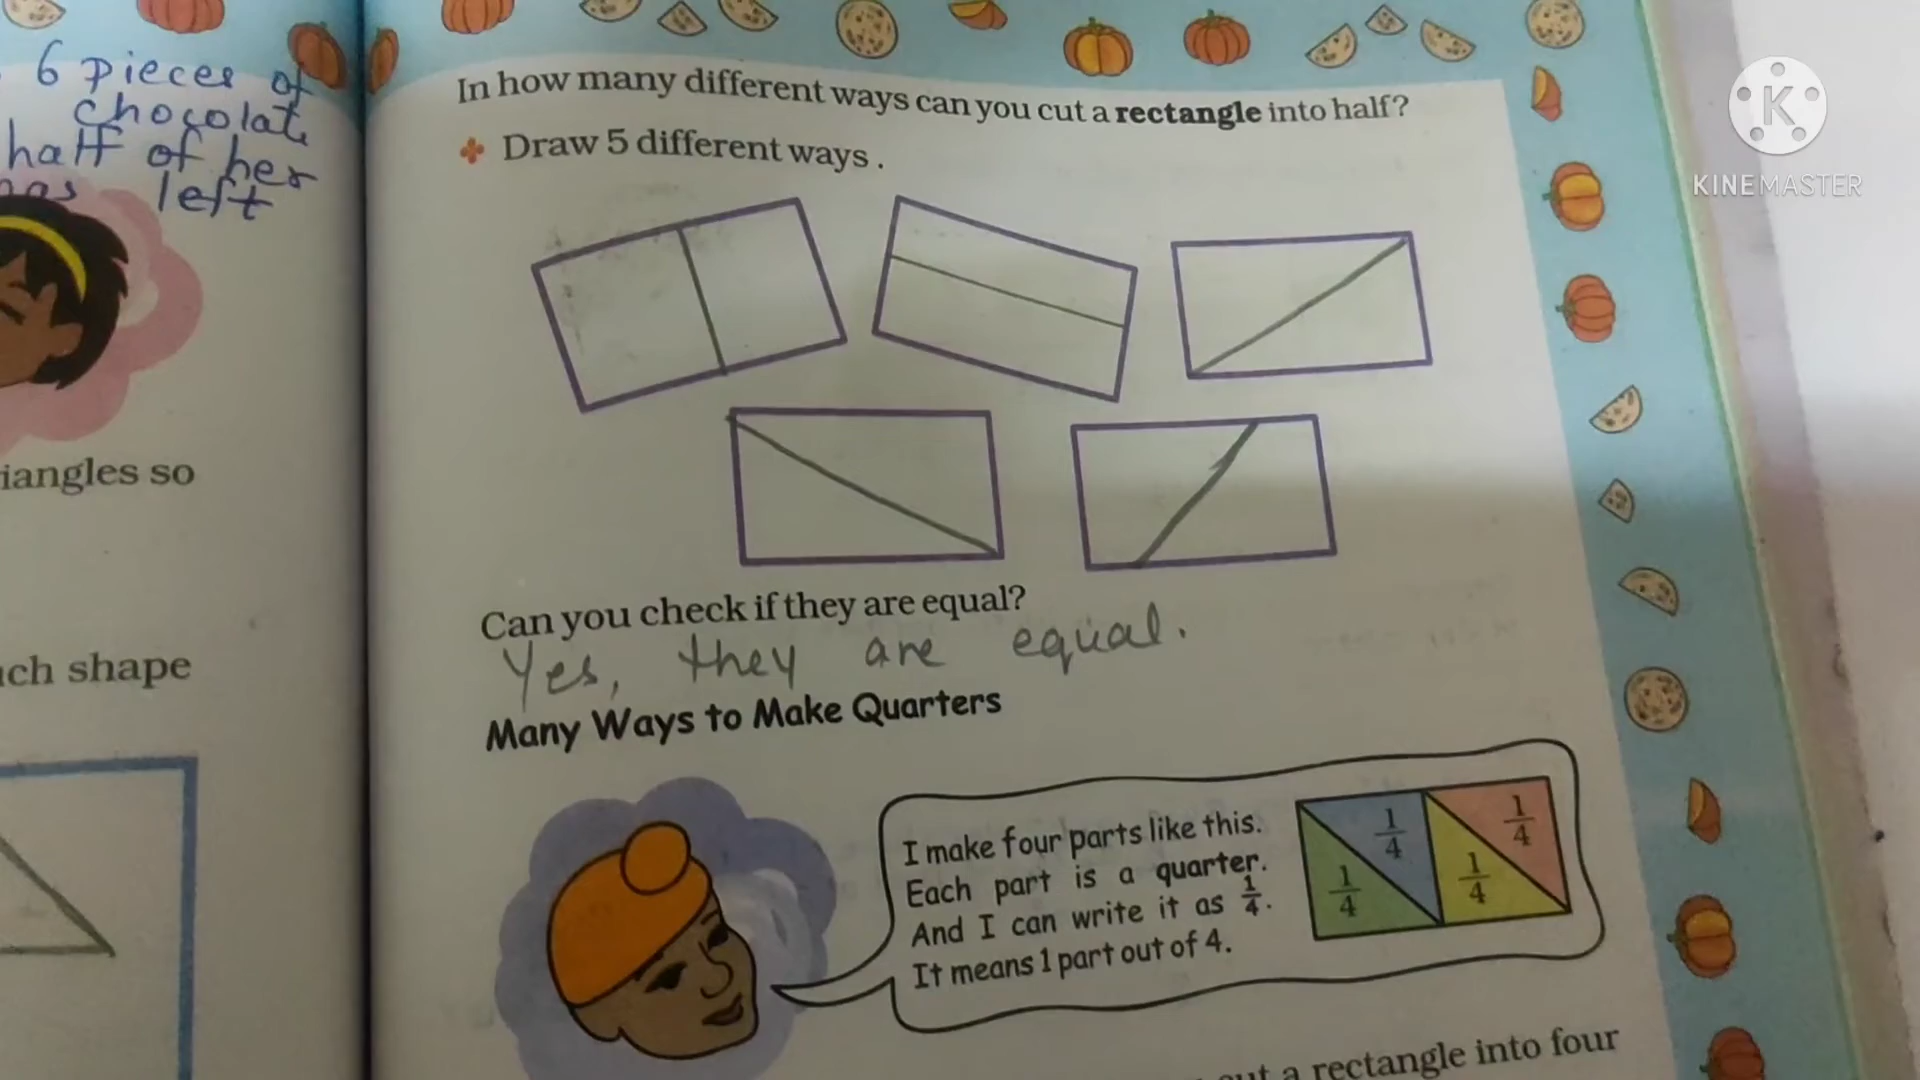 6 pieces of
chocolate
half of her
has left
iangles so
ach shape
In how many different ways can you cut a rectangle into half?
Draw 5 different ways.
Can you check if they are equal?
Yes, they are equal.
Many Ways to Make Quarters
I make four parts like this.
Each part is a quarter.
And I can write it as 1/4.
It means 1 part out of 4.
1/4 1/4
1/4 1/4
cut a rectangle into four
K
KINEMASTER